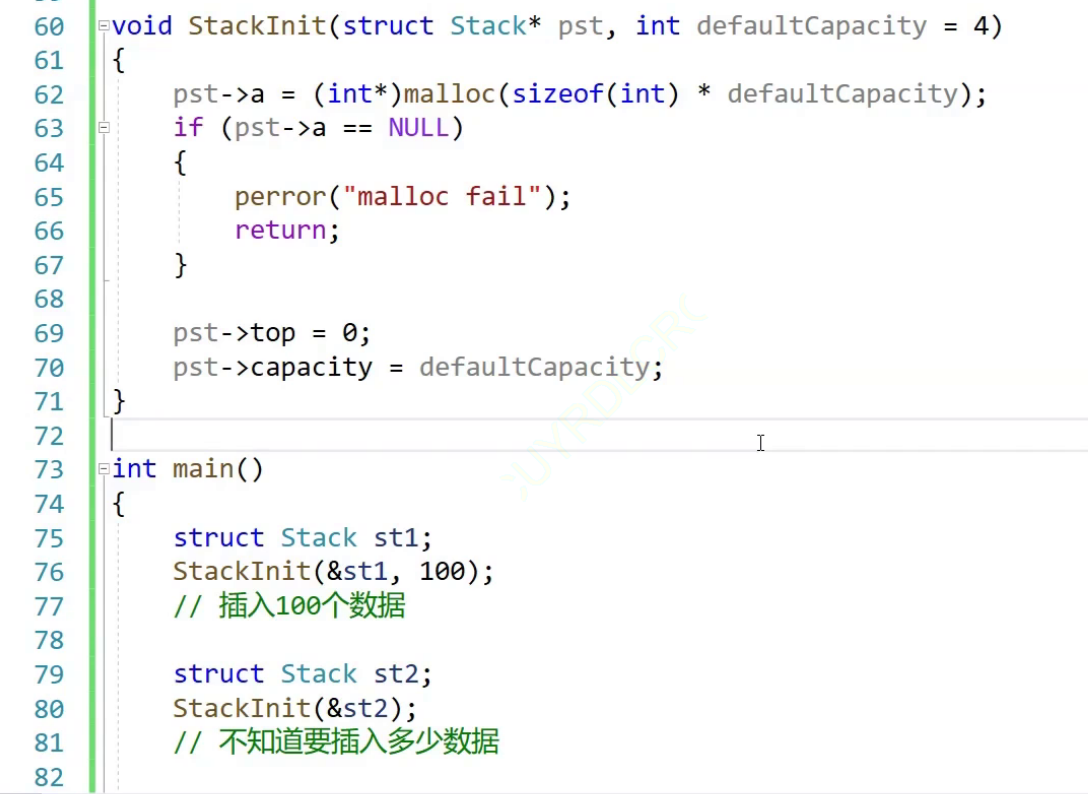 60 void StackInit(struct Stack* pst, int defaultCapacity = 4)
61 {
62 pst->a = (int*)malloc(sizeof(int) * defaultCapacity);
63 if (pst->a == NULL)
64 {
65 perror("malloc fail");
66 return;
67 }
68
69 pst->top = 0;
70 pst->capacity = defaultCapacity;
71 }
72
73 int main()
74 {
75 struct Stack st1;
76 StackInit(&st1, 100);
77 // 插入100个数据
78
79 struct Stack st2;
80 StackInit(&st2);
81 // 不知道要插入多少数据
82